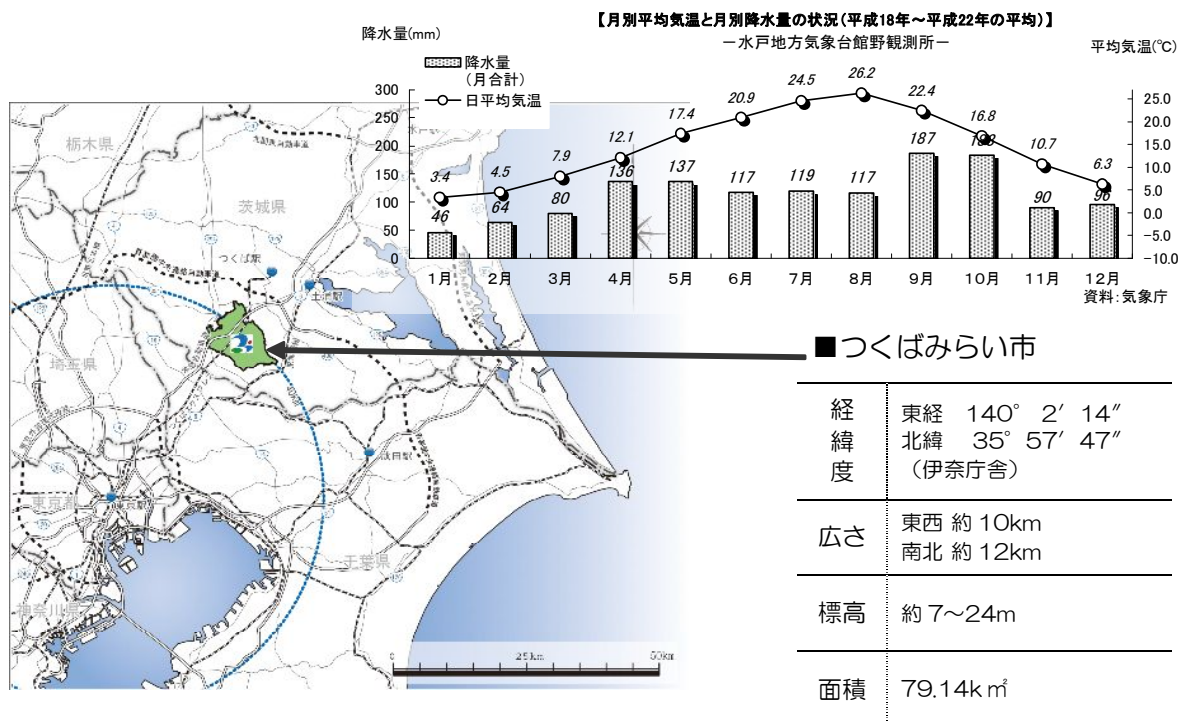 【月別平均気温と月別降水量の状況(平成18年～平成22年の平均)】
－水戸地方気象台館野観測所－
降水量(mm)
平均気温(℃)
降水量
(月合計)
日平均気温
300
250
200
150
100
50
0
25.0
20.0
15.0
10.0
5.0
0.0
−5.0
−10.0
3.4
4.5
7.9
12.1
17.4
20.9
24.5
26.2
22.4
16.8
10.7
6.3
46
64
80
136
137
117
119
117
187
90
96
1月
2月
3月
4月
5月
6月
7月
8月
9月
10月
11月
12月
資料：気象庁
栃木県
茨城県
つくば駅
土浦駅
埼玉県
成田駅
東京都
千葉県
神奈川県
0
25km
50km
■つくばみらい市
経緯度
東経 140° 2′ 14″
北緯 35° 57′ 47″
（伊奈庁舎）
広さ
東西 約 10km
南北 約 12km
標高
約 7～24m
面積
79.14k㎡